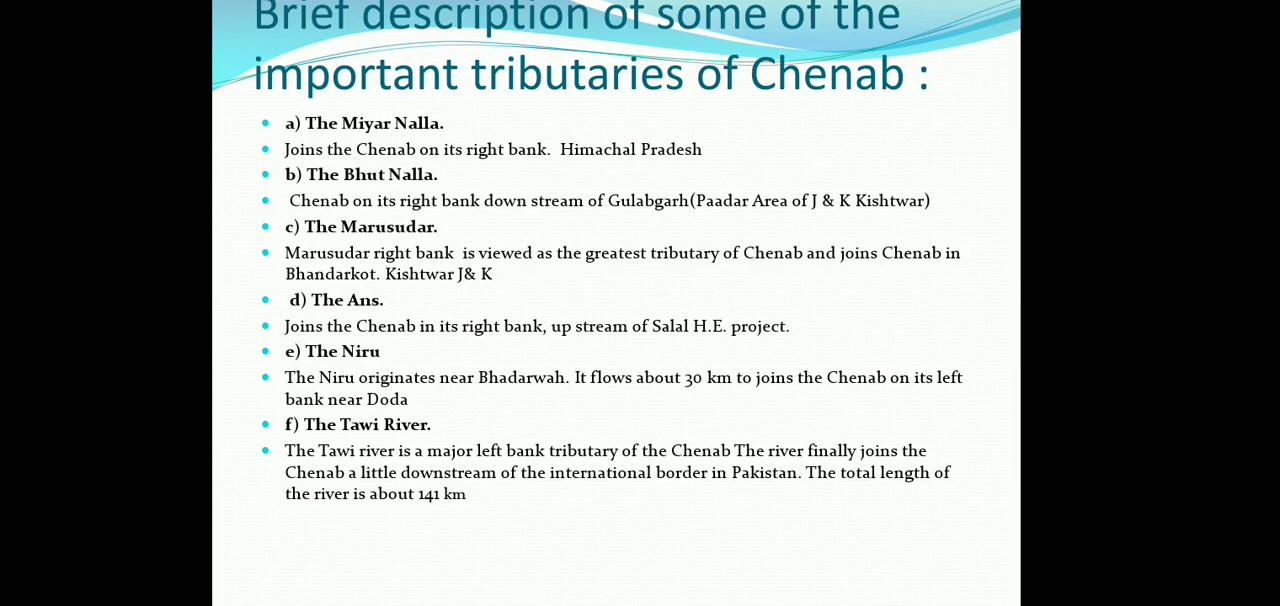 Brief description of some of the
important tributaries of Chenab :
a) The Miyar Nalla.
Joins the Chenab on its right bank.  Himachal Pradesh
b) The Bhut Nalla.
Chenab on its right bank down stream of Gulabgarh(Paadar Area of J & K Kishtwar)
c) The Marusudar.
Marusudar right bank  is viewed as the greatest tributary of Chenab and joins Chenab in
Bhandarkot. Kishtwar J& K
d) The Ans.
Joins the Chenab in its right bank, up stream of Salal H.E. project.
e) The Niru
The Niru originates near Bhadarwah. It flows about 30 km to joins the Chenab on its left
bank near Doda
f) The Tawi River.
The Tawi river is a major left bank tributary of the Chenab The river finally joins the
Chenab a little downstream of the international border in Pakistan. The total length of
the river is about 141 km